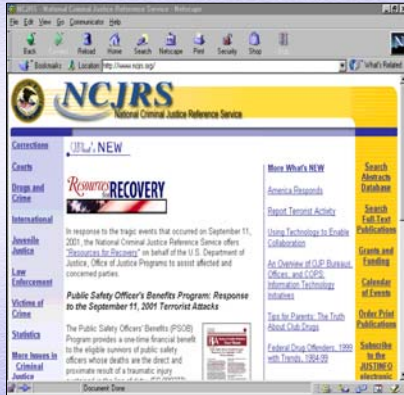 NCJRS - National Criminal Justice Reference Service - Netscape
File Edit View Go Communicator Help
Back
Reload
Home
Search
Netscape
Print
Security
Shop
Bookmarks
Location: http://www.ncjrs.org/
What's Related
NCJRS
National Criminal Justice Reference Service
Corrections
Courts
Drugs and
Crime
International
Juvenile
Justice
Law
Enforcement
Victims of
Crime
Statistics
More Issues in
Criminal
Justice
NEW
Resources
for RECOVERY
In response to the tragic events that occurred on September 11,
2001, the National Criminal Justice Reference Service offers
"Resources for Recovery" on behalf of the U.S. Department of
Justice, Office of Justice Programs to assist affected and
concerned parties.
Public Safety Officer's Benefits Program: Response
to the September 11, 2001 Terrorist Attacks
The Public Safety Officers' Benefits (PSOB)
Program provides a one-time financial benefit
to the eligible survivors of public safety
officers whose deaths are the direct and
proximate result of a traumatic injury
More What's NEW
America Responds
Report Terrorist Activity
Using Technology to Enable
Collaboration
An Overview of OJP Bureaus,
Offices, and COPS
Information Technology
Initiatives
Tips for Parents: The Truth
About Club Drugs
Federal Drug Offenders, 1999
with Trends, 1984-99
Search
Abstracts
Database
Search
Full-Text
Publications
Grants and
Funding
Calendar
of Events
Order Print
Publications
Subscribe
to the
JUSTINFO
electronic
Document: Done